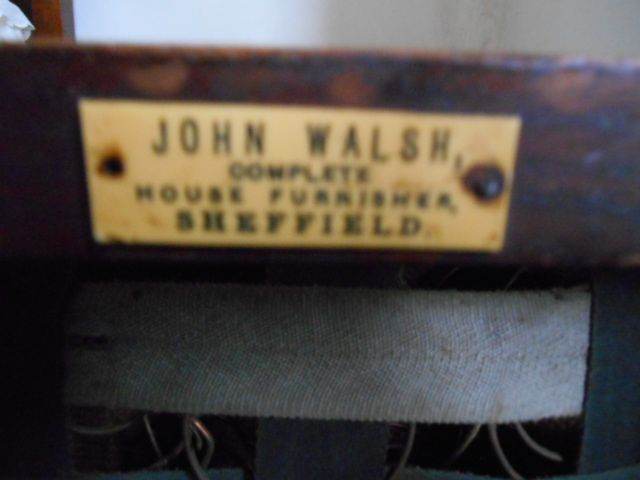 JOHN WALSH,
COMPLETE
HOUSE FURNISHER,
SHEFFIELD.